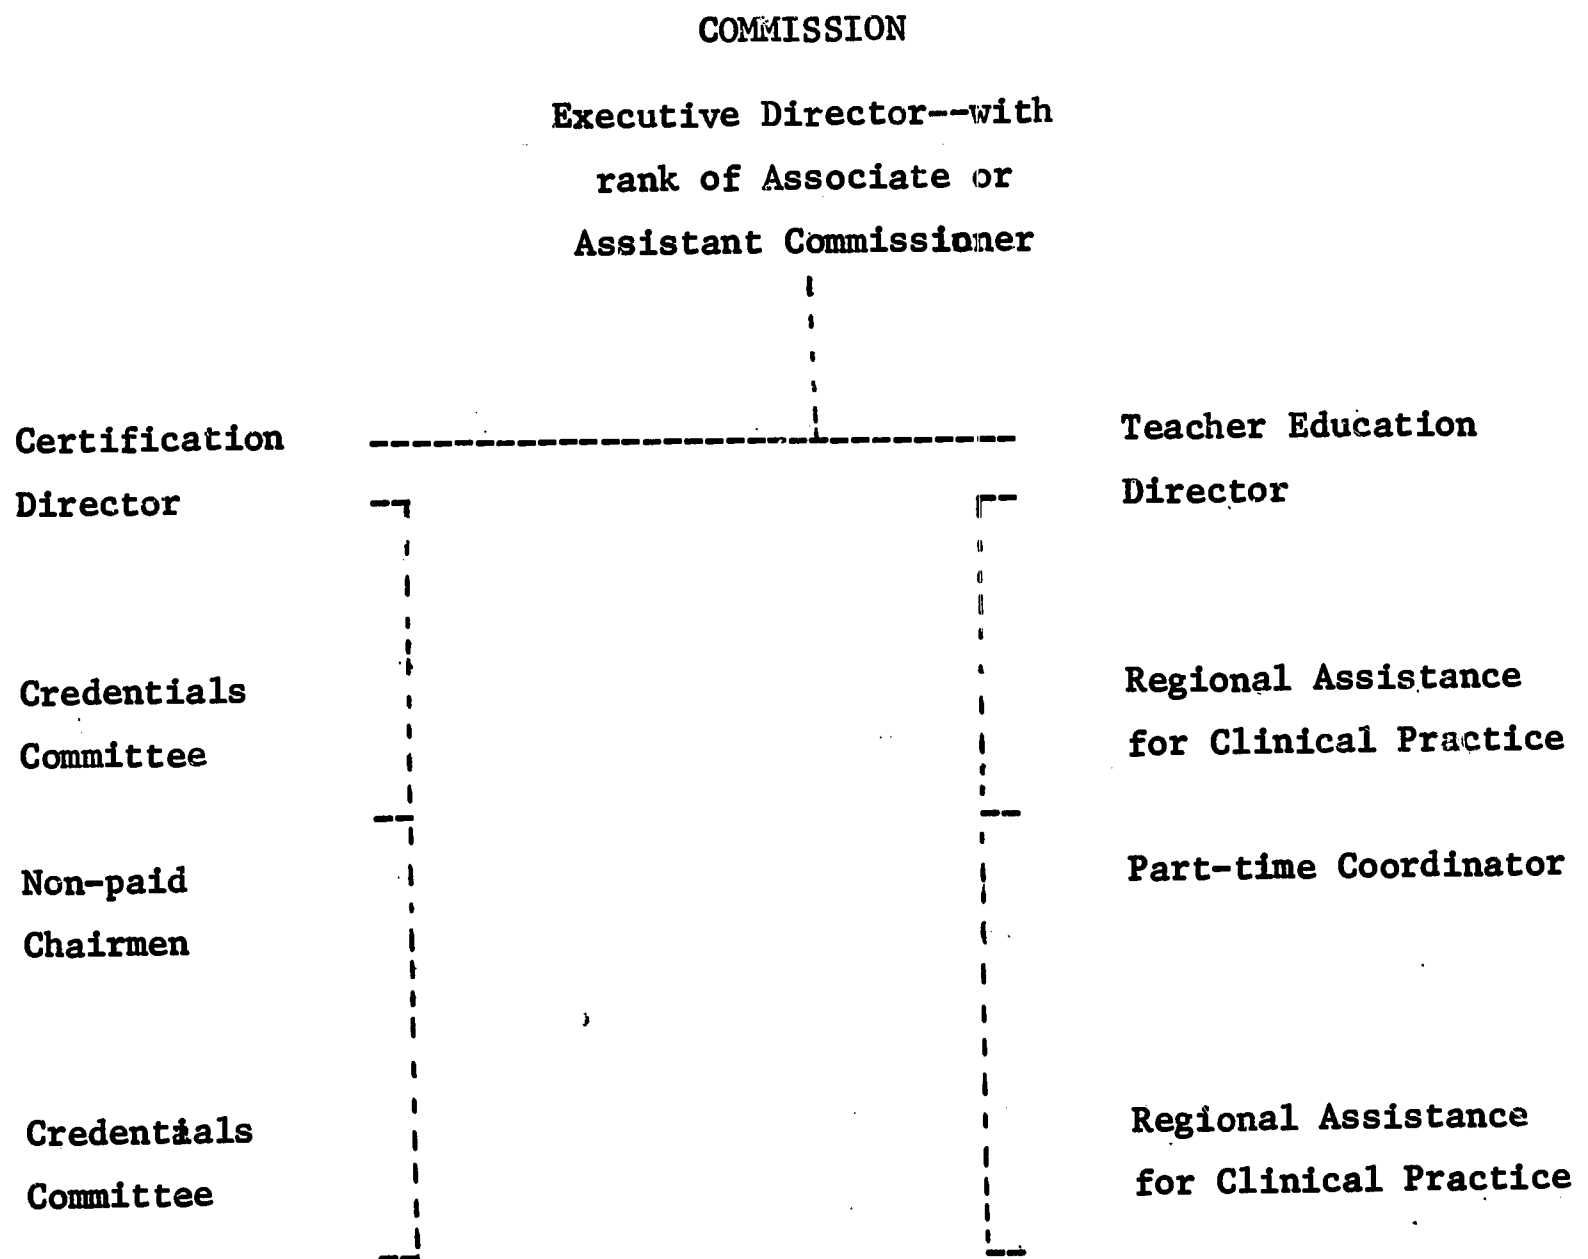 COMMISSION
Executive Director--with
rank of Associate or
Assistant Commissioner
Certification
Director
Teacher Education
Director
Credentials
Committee
Regional Assistance
for Clinical Practice
Non-paid
Chairmen
Part-time Coordinator
Credentials
Committee
Regional Assistance
for Clinical Practice